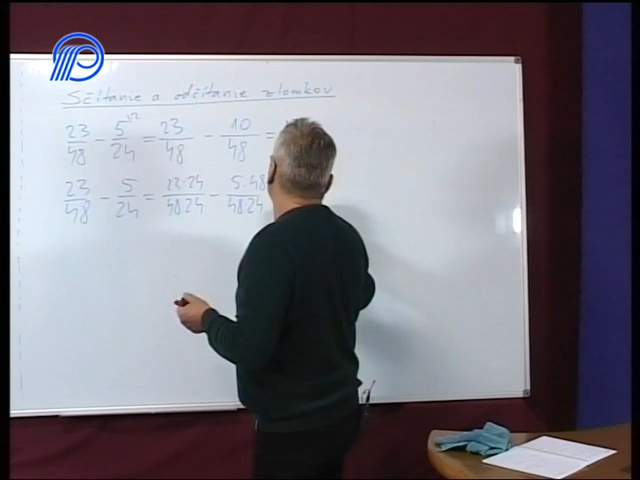 Sčítanie a odčítanie zlomkov
23/48 - 5/24 = 23/48 - 10/48 =
23/48 - 5/24 = 23·24/48·24 - 5·48/48·24